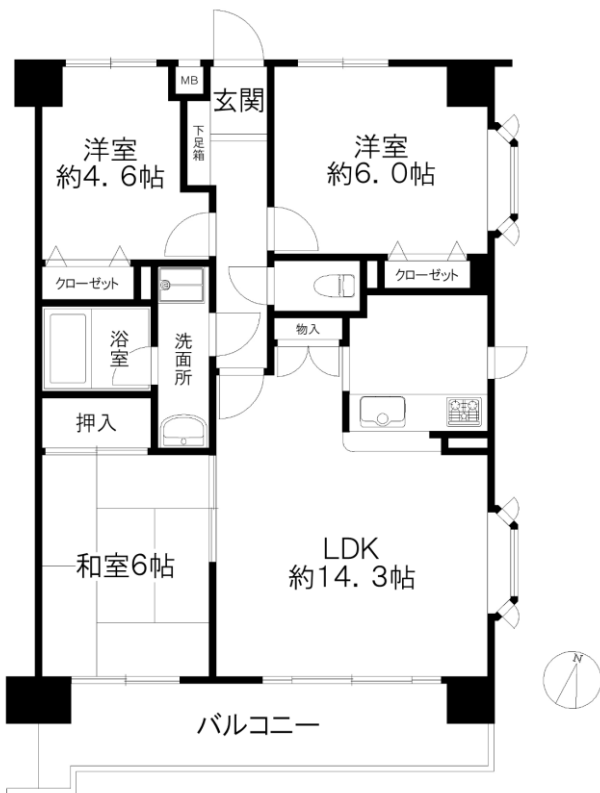 MB
玄関
下足箱
洋室
約4.6帖
洋室
約6.0帖
クローゼット
クローゼット
物入
浴室
洗面所
押入
和室6帖
LDK
約14.3帖
バルコニー
N